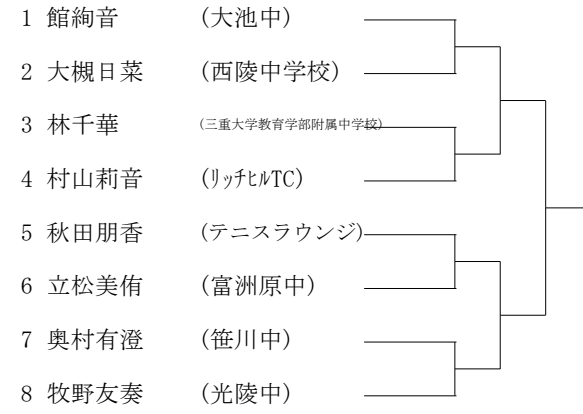 1 館絢音 (大池中)
2 大槻日菜 (西陵中学校)
3 林千華 (三重大学教育学部附属中学校)
4 村山莉音 (ﾘｯﾁﾋﾙTC)
5 秋田朋香 (テニスラウンジ)
6 立松美侑 (富洲原中)
7 奥村有澄 (笹川中)
8 牧野友奏 (光陵中)